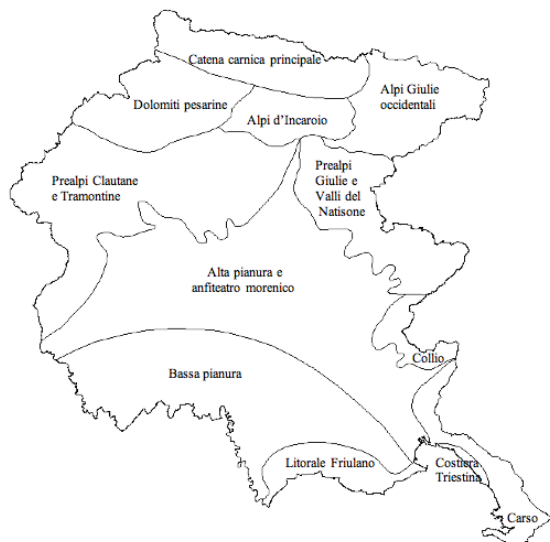 Catena carnica principale
Alpi Giulie
occidentali
Dolomiti pesarine
Alpi d'Incaroio
Prealpi Clautane
e Tramontine
Prealpi
Giulie e
Valli del
Natisone
Alta pianura e
anfiteatro morenico
Collio
Bassa pianura
Litorale Friulano
Costiera
Triestina
Carso